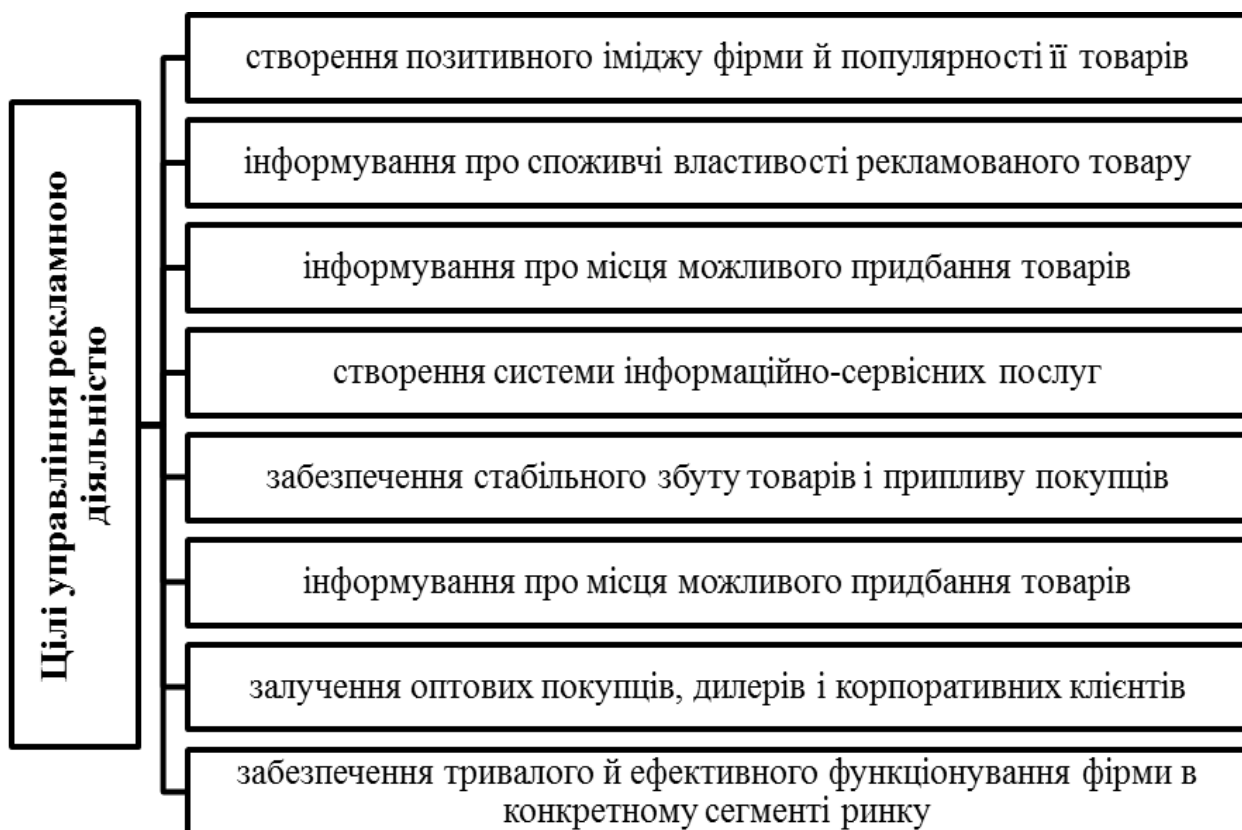 Цілі управління рекламною
діяльністю
створення позитивного іміджу фірми й популярності її товарів
інформування про споживчі властивості рекламованого товару
інформування про місця можливого придбання товарів
створення системи інформаційно-сервісних послуг
забезпечення стабільного збуту товарів і припливу покупців
інформування про місця можливого придбання товарів
залучення оптових покупців, дилерів і корпоративних клієнтів
забезпечення тривалого й ефективного функціонування фірми в
конкретному сегменті ринку